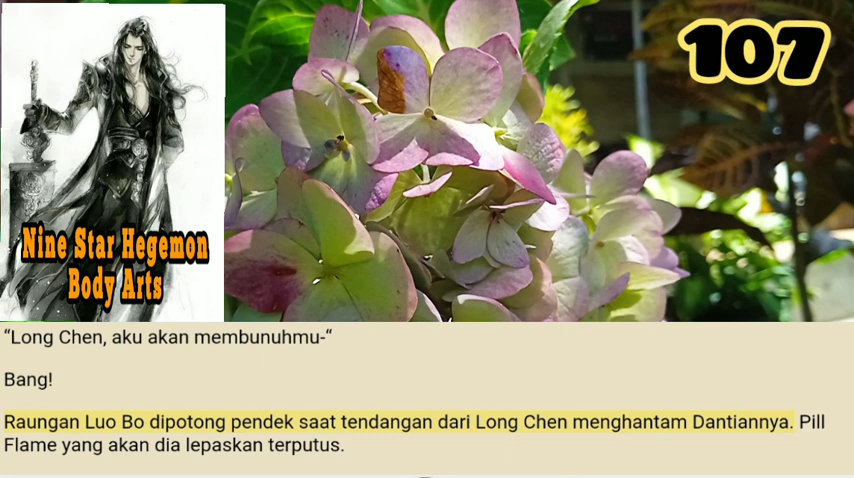 107
Nine Star Hegemon
Body Arts
“Long Chen, aku akan membunuhmu-“
Bang!
Raungan Luo Bo dipotong pendek saat tendangan dari Long Chen menghantam Dantiannya. Pill
Flame yang akan dia lepaskan terputus.